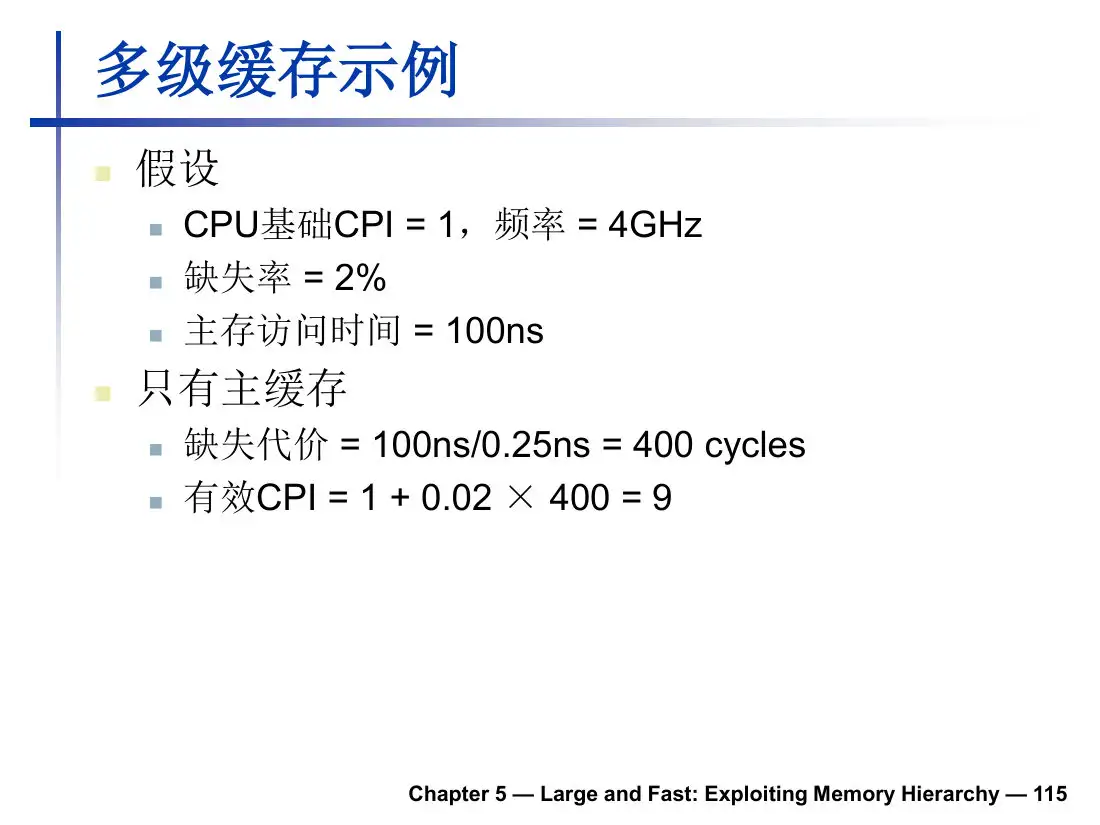 多级缓存示例
假设
CPU基础CPI = 1，频率 = 4GHz
缺失率 = 2%
主存访问时间 = 100ns
只有主缓存
缺失代价 = 100ns/0.25ns = 400 cycles
有效CPI = 1 + 0.02 × 400 = 9
Chapter 5 — Large and Fast: Exploiting Memory Hierarchy — 115